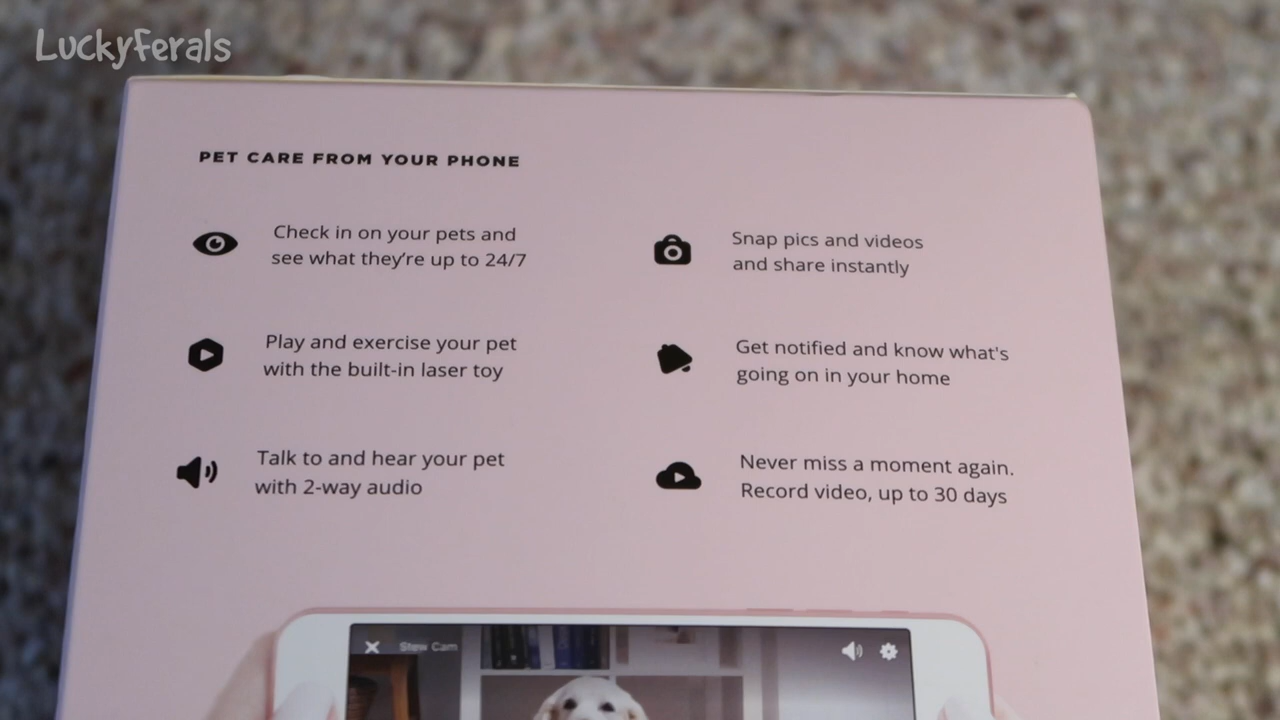 LuckyFerals
PET CARE FROM YOUR PHONE
Check in on your pets and
see what they're up to 24/7
Snap pics and videos
and share instantly
Play and exercise your pet
with the built-in laser toy
Get notified and know what's
going on in your home
Talk to and hear your pet
with 2-way audio
Never miss a moment again.
Record video, up to 30 days
Stew Cam